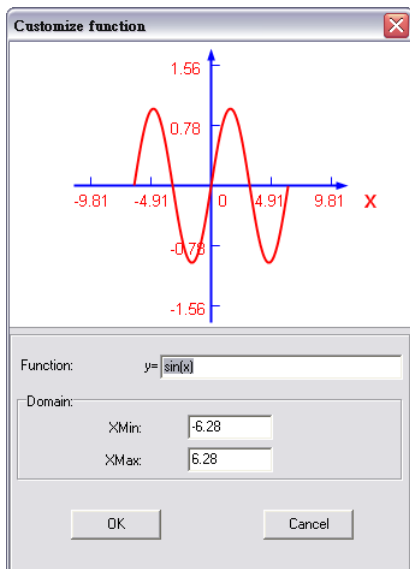 Customize function
1.56
0.78
-9.81 -4.91 0 4.91 9.81 X
-0.78
-1.56
Function: y= sin(x)
Domain:
XMin: -6.28
XMax: 6.28
OK Cancel